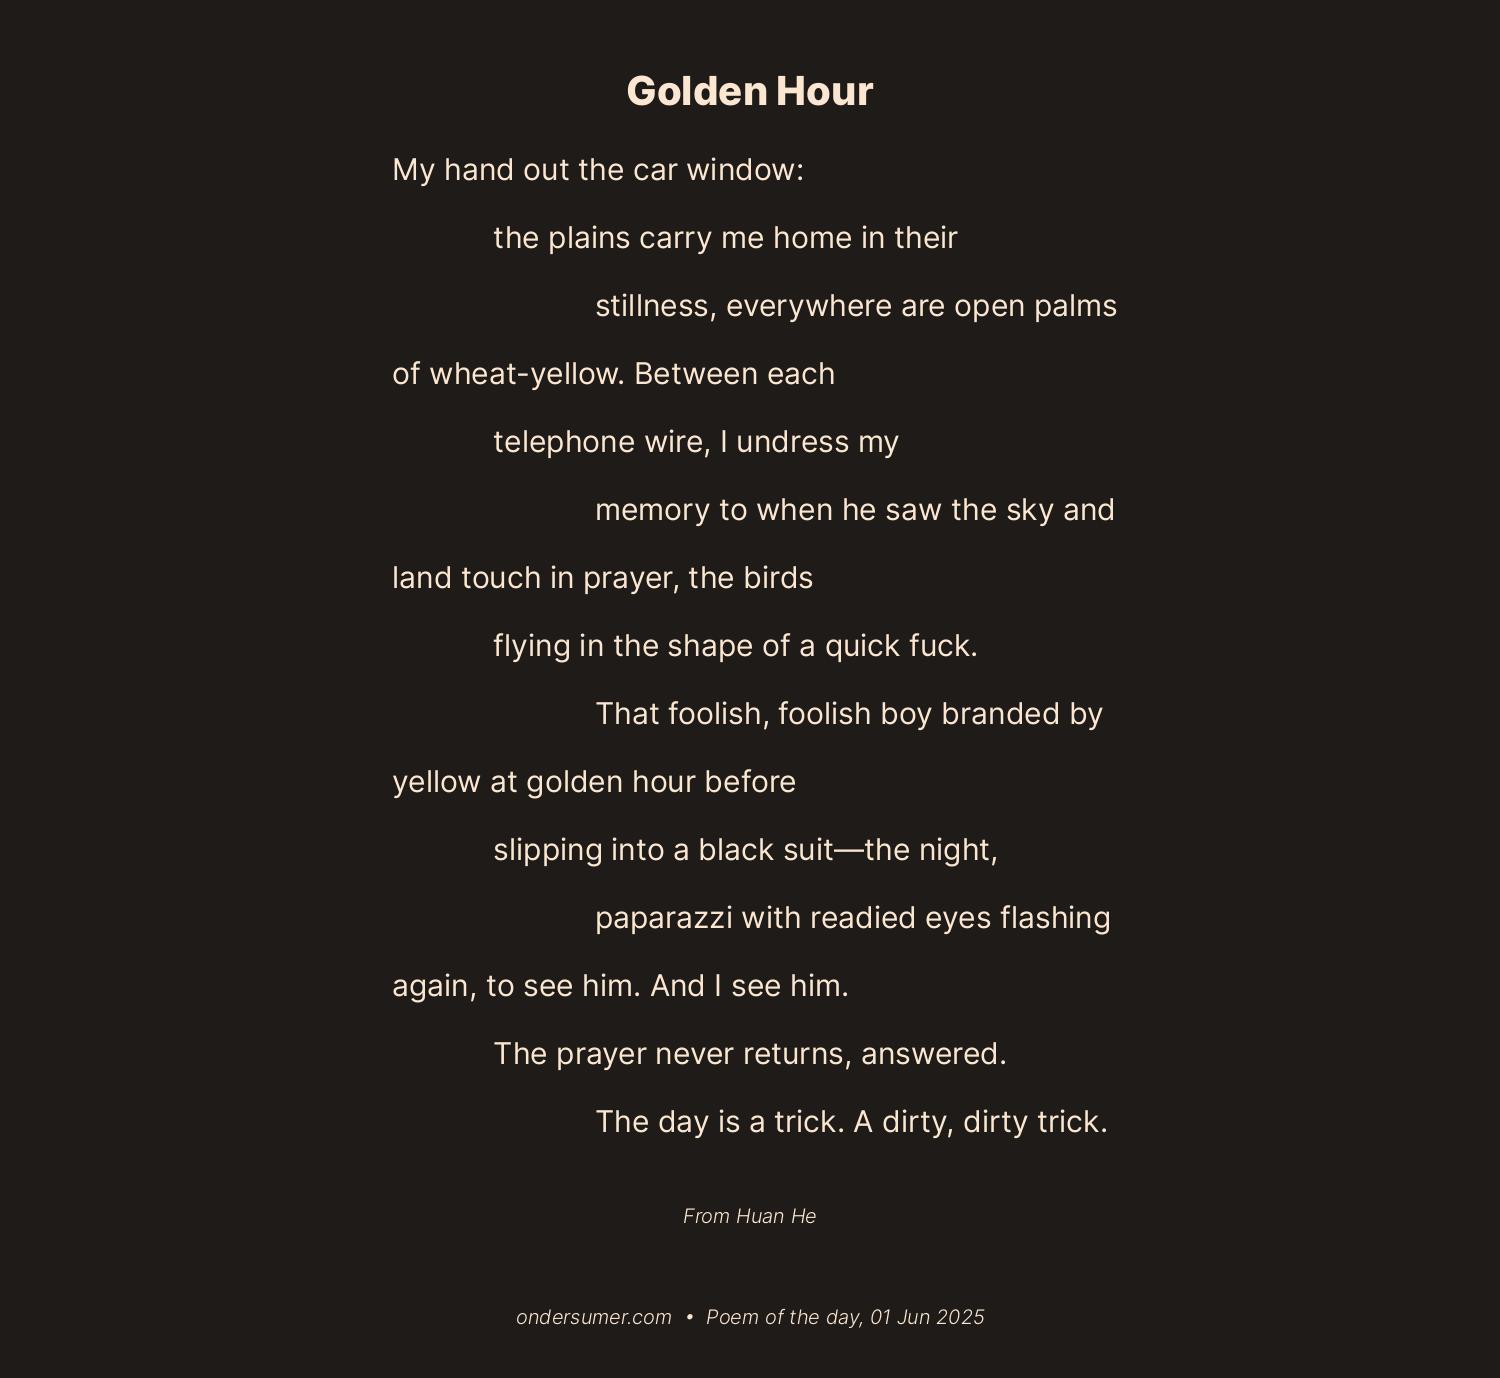 Golden Hour
My hand out the car window:
the plains carry me home in their
stillness, everywhere are open palms
of wheat-yellow. Between each
telephone wire, I undress my
memory to when he saw the sky and
land touch in prayer, the birds
flying in the shape of a quick fuck.
That foolish, foolish boy branded by
yellow at golden hour before
slipping into a black suit—the night,
paparazzi with readied eyes flashing
again, to see him. And I see him.
The prayer never returns, answered.
The day is a trick. A dirty, dirty trick.
From Huan He
ondersumer.com • Poem of the day, 01 Jun 2025